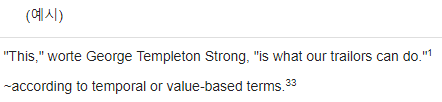 (예시)
"This," worte George Templeton Strong, "is what our trailors can do."¹
~according to temporal or value-based terms.³³